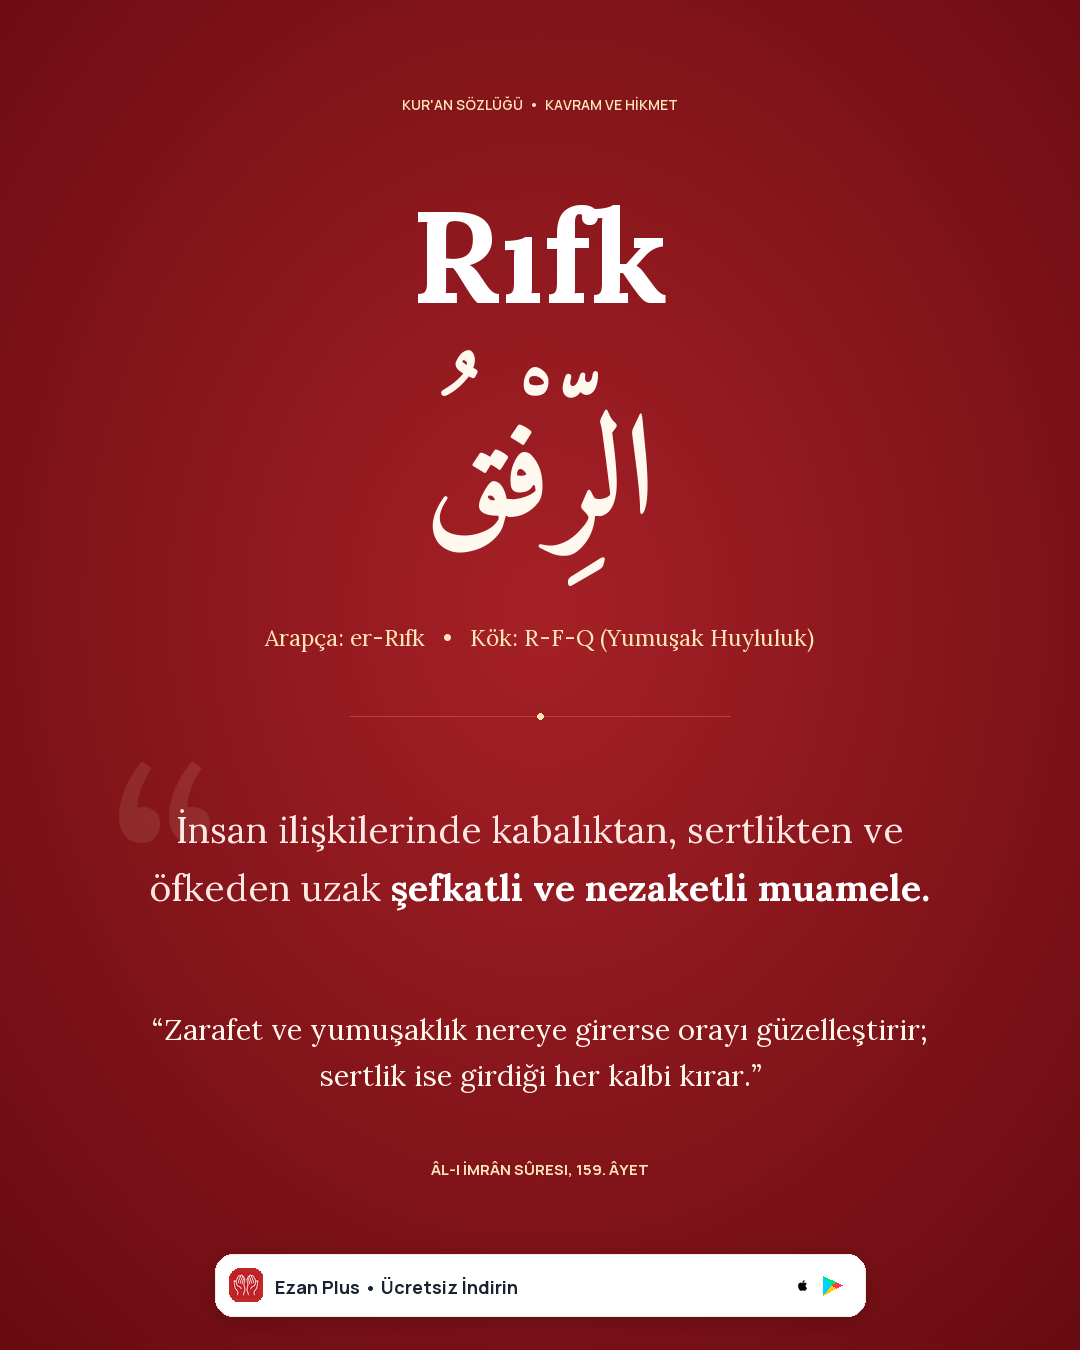 KUR'AN SÖZLÜĞÜ • KAVRAM VE HİKMET
Rıfk
الرِّفْقُ
Arapça: er-Rıfk • Kök: R-F-Q (Yumuşak Huyluluk)
“
İnsan ilişkilerinde kabalıktan, sertlikten ve
öfkeden uzak şefkatli ve nezaketli muamele.
“Zarafet ve yumuşaklık nereye girerse orayı güzelleştirir;
sertlik ise girdiği her kalbi kırar.”
ÂL-I İMRÂN SÛRESI, 159. ÂYET
Ezan Plus • Ücretsiz İndirin